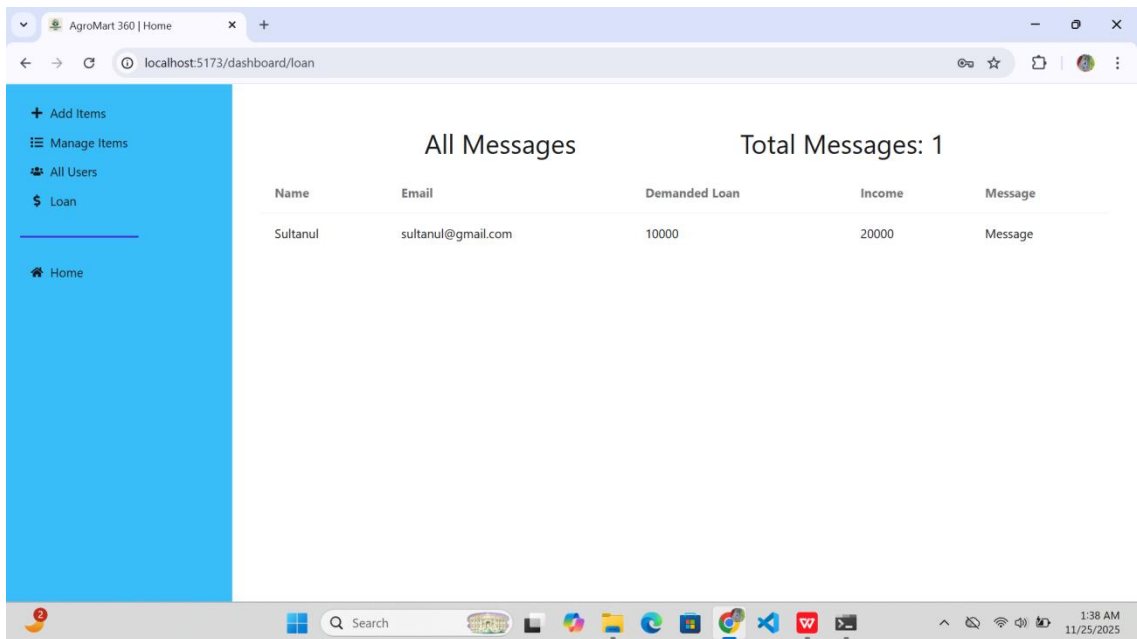 AgroMart 360 | Home
localhost:5173/dashboard/loan
Add Items
Manage Items
All Users
Loan
Home
All Messages Total Messages: 1
Name Email Demanded Loan Income Message
Sultanul sultanul@gmail.com 10000 20000 Message
2
Search
1:38 AM
11/25/2025